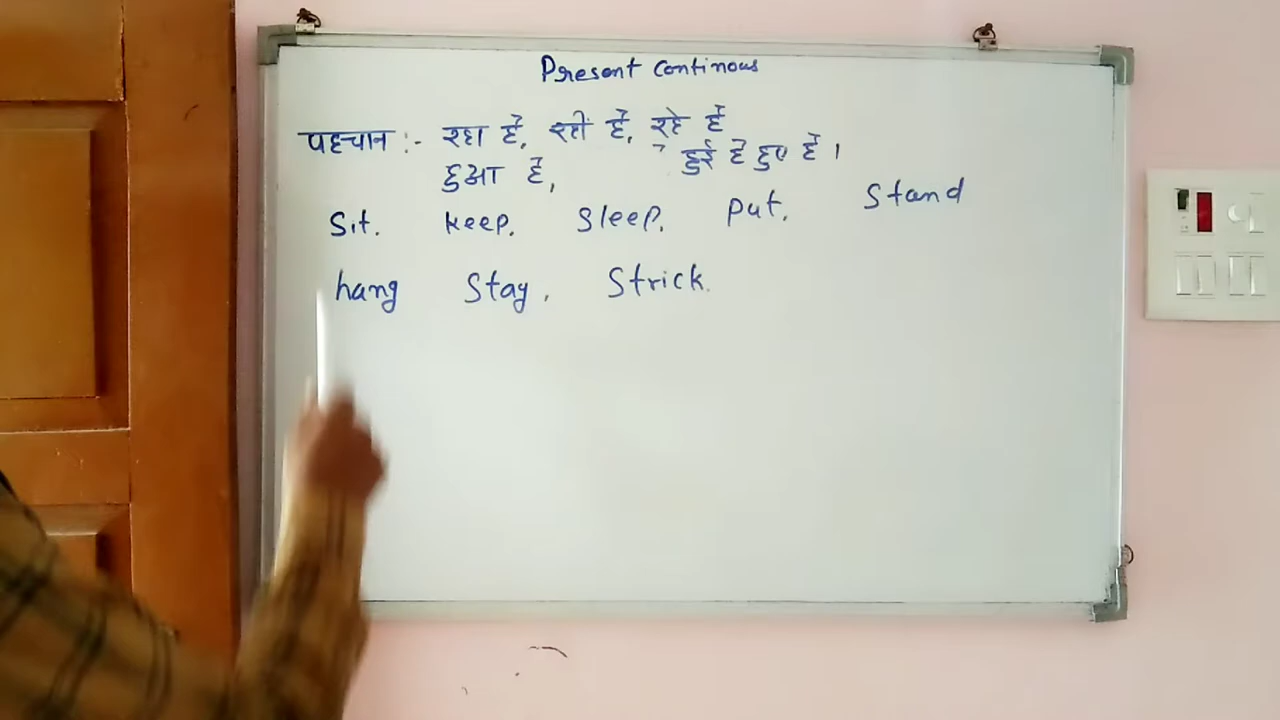 Present Continous
पहचान :- रहा है, रही है, रहे हैं
हुआ है, हुई है हुए हैं।
Sit. Keep. Sleep. Put. Stand
hang Stay, Strick.